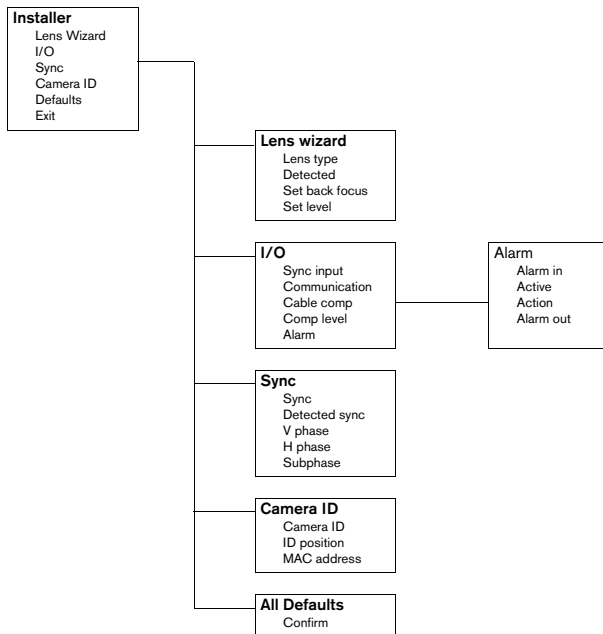 Installer
Lens Wizard
I/O
Sync
Camera ID
Defaults
Exit
Lens wizard
Lens type
Detected
Set back focus
Set level
I/O
Sync input
Communication
Cable comp
Comp level
Alarm
Alarm
Alarm in
Active
Action
Alarm out
Sync
Sync
Detected sync
V phase
H phase
Subphase
Camera ID
Camera ID
ID position
MAC address
All Defaults
Confirm